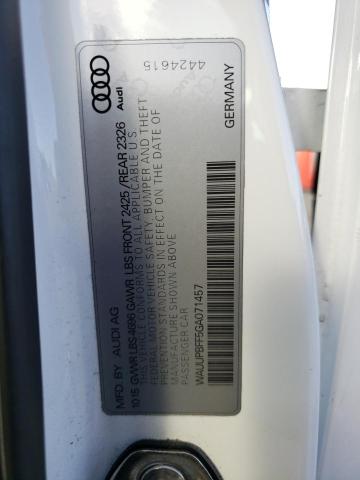 MFD. BY AUDI AG
10 15 GVWR LBS 4696 GAWR LBS FRONT 2425 / REAR 2326
THIS VEHICLE CONFORMS TO ALL APPLICABLE U.S.
FEDERAL MOTOR VEHICLE SAFETY, BUMPER AND THEFT
PREVENTION STANDARDS IN EFFECT ON THE DATE OF
MANUFACTURE SHOWN ABOVE
PASSENGER CAR
WAUUPBFF5GA071457
GERMANY
Audi
4424615